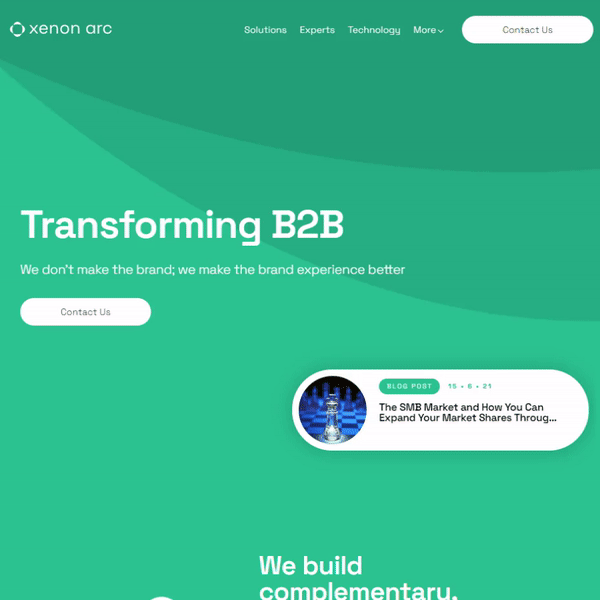 xenon arc
Solutions
Experts
Technology
More
Contact Us
Transforming B2B
We don't make the brand; we make the brand experience better
Contact Us
BLOG POST
15 • 6 • 21
The SMB Market and How You Can
Expand Your Market Shares Throug...
We build
complementary,